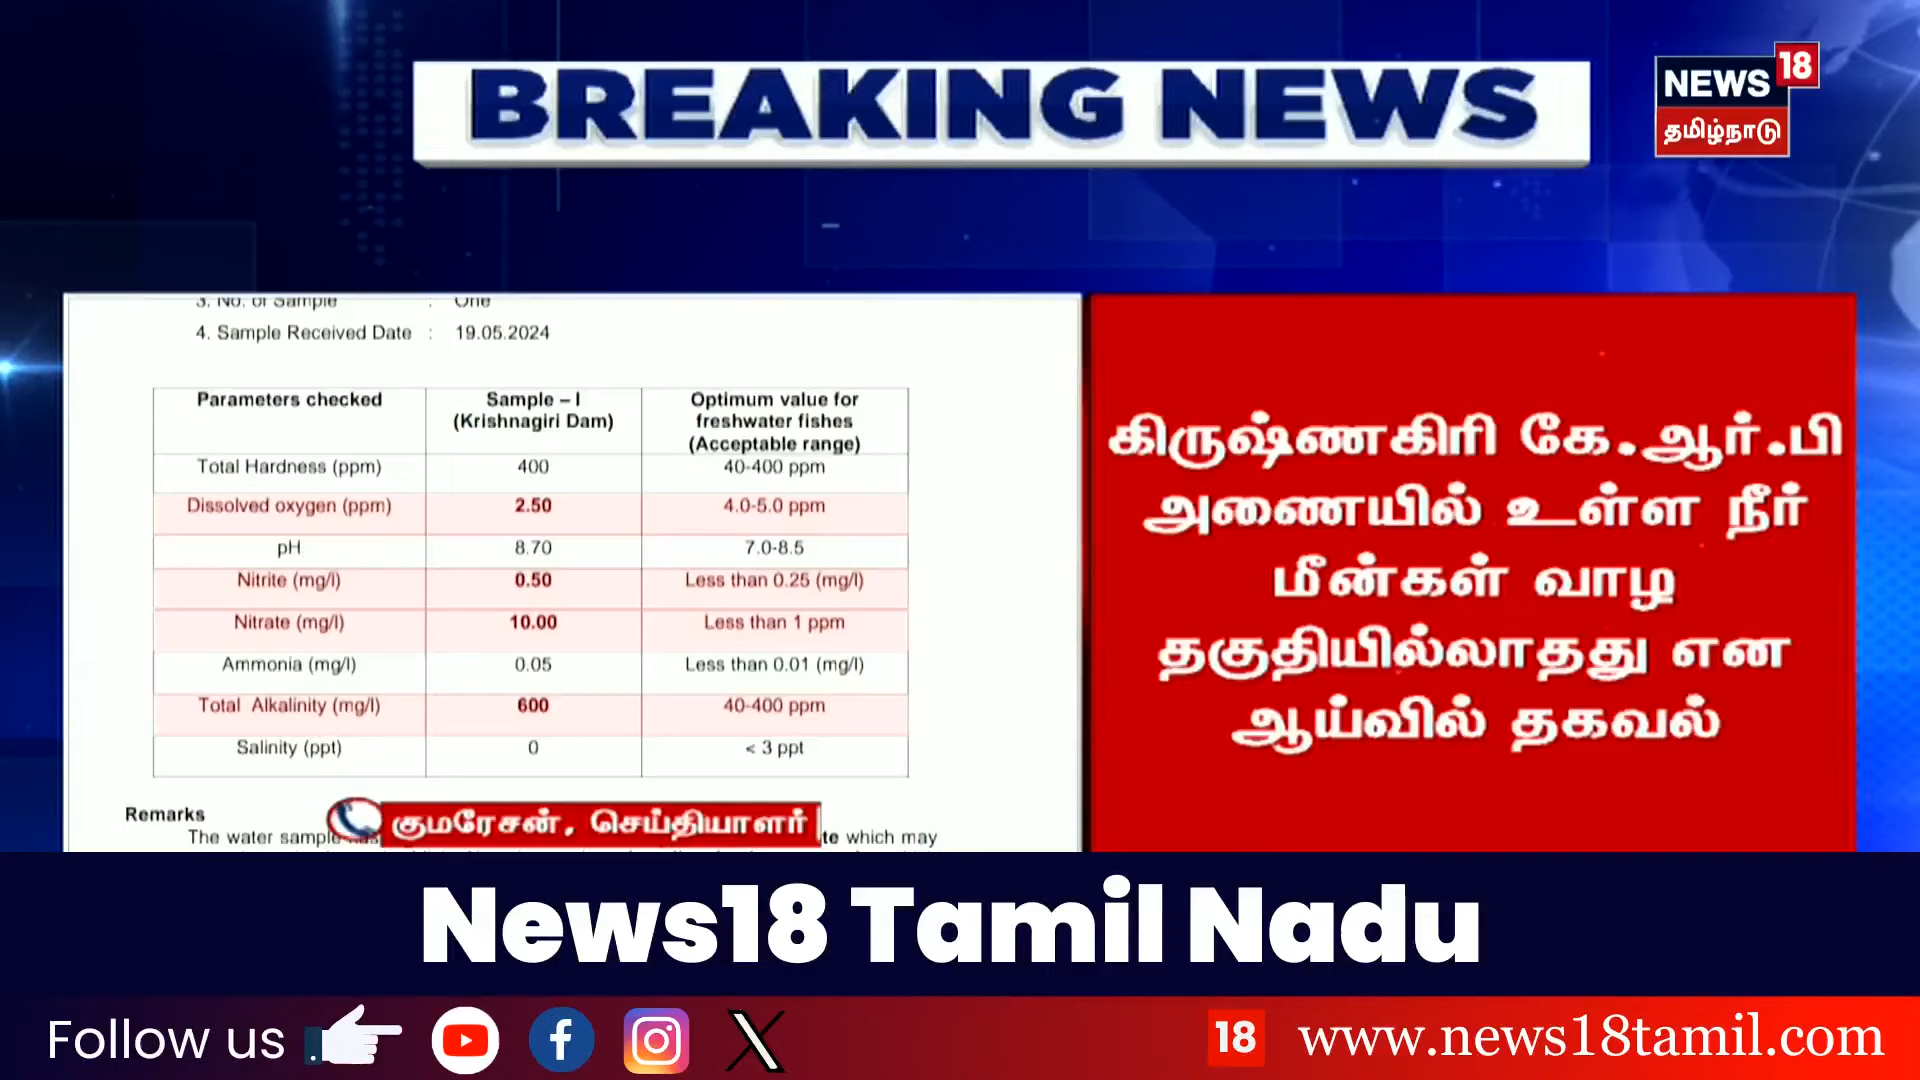 BREAKING NEWS
NEWS 18
தமிழ்நாடு
3. No. of Sample : One
4. Sample Received Date : 19.05.2024
Parameters checked Sample – I (Krishnagiri Dam) Optimum value for freshwater fishes (Acceptable range)
Total Hardness (ppm) 400 40-400 ppm
Dissolved oxygen (ppm) 2.50 4.0-5.0 ppm
pH 8.70 7.0-8.5
Nitrite (mg/l) 0.50 Less than 0.25 (mg/l)
Nitrate (mg/l) 10.00 Less than 1 ppm
Ammonia (mg/l) 0.05 Less than 0.01 (mg/l)
Total Alkalinity (mg/l) 600 40-400 ppm
Salinity (ppt) 0 < 3 ppt
Remarks
The water sample which may
குமரேசன், செய்தியாளர்
கிருஷ்ணகிரி கே.ஆர்.பி
அணையில் உள்ள நீர்
மீன்கள் வாழ
தகுதியில்லாதது என
ஆய்வில் தகவல்
News18 Tamil Nadu
Follow us
18 www.news18tamil.com